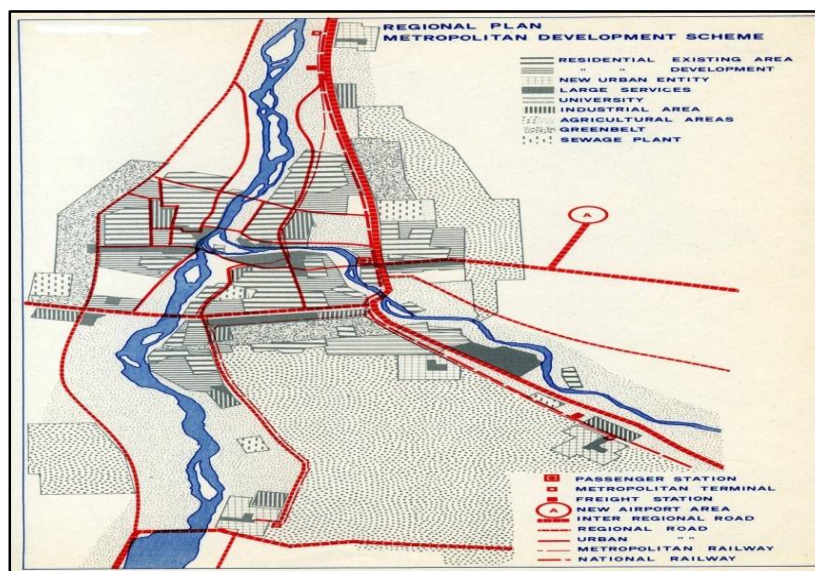 REGIONAL PLAN
METROPOLITAN DEVELOPMENT SCHEME
RESIDENTIAL EXISTING AREA
" " DEVELOPMENT
NEW URBAN ENTITY
LARGE SERVICES
UNIVERSITY
INDUSTRIAL AREA
AGRICULTURAL AREAS
GREENBELT
SEWAGE PLANT
A
PASSENGER STATION
METROPOLITAN TERMINAL
FREIGHT STATION
A NEW AIRPORT AREA
INTER REGIONAL ROAD
REGIONAL ROAD
URBAN " "
METROPOLITAN RAILWAY
NATIONAL RAILWAY